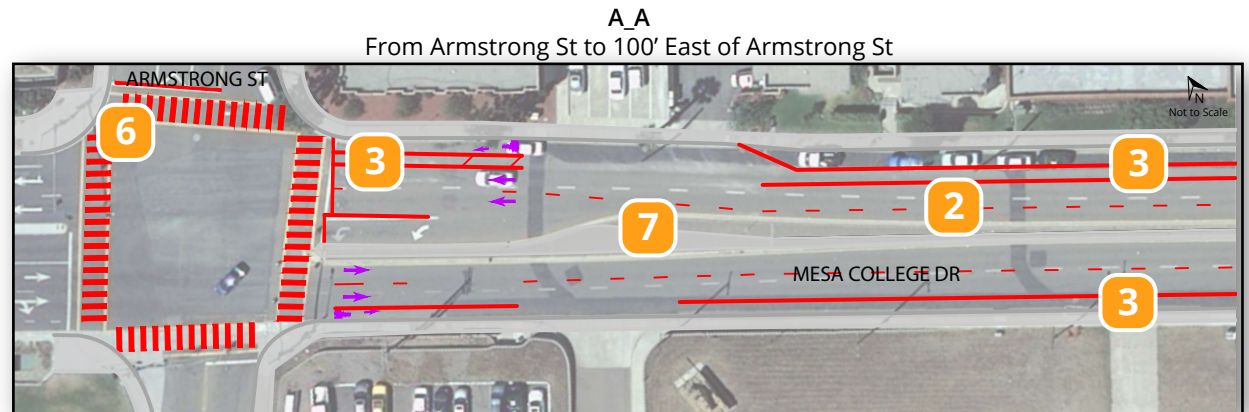 A_A
From Armstrong St to 100' East of Armstrong St
ARMSTRONG ST
N
Not to Scale
6
3
3
2
7
MESA COLLEGE DR
3